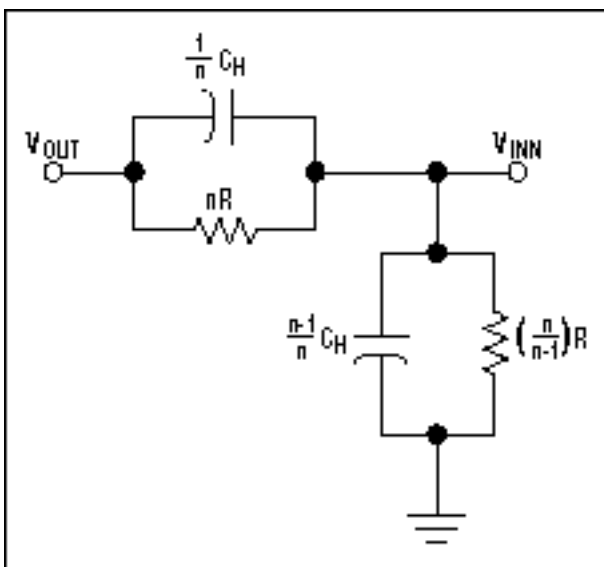 1/n C_H
V_OUT
V_INN
nR
n-1/n C_H
(n/n-1)R